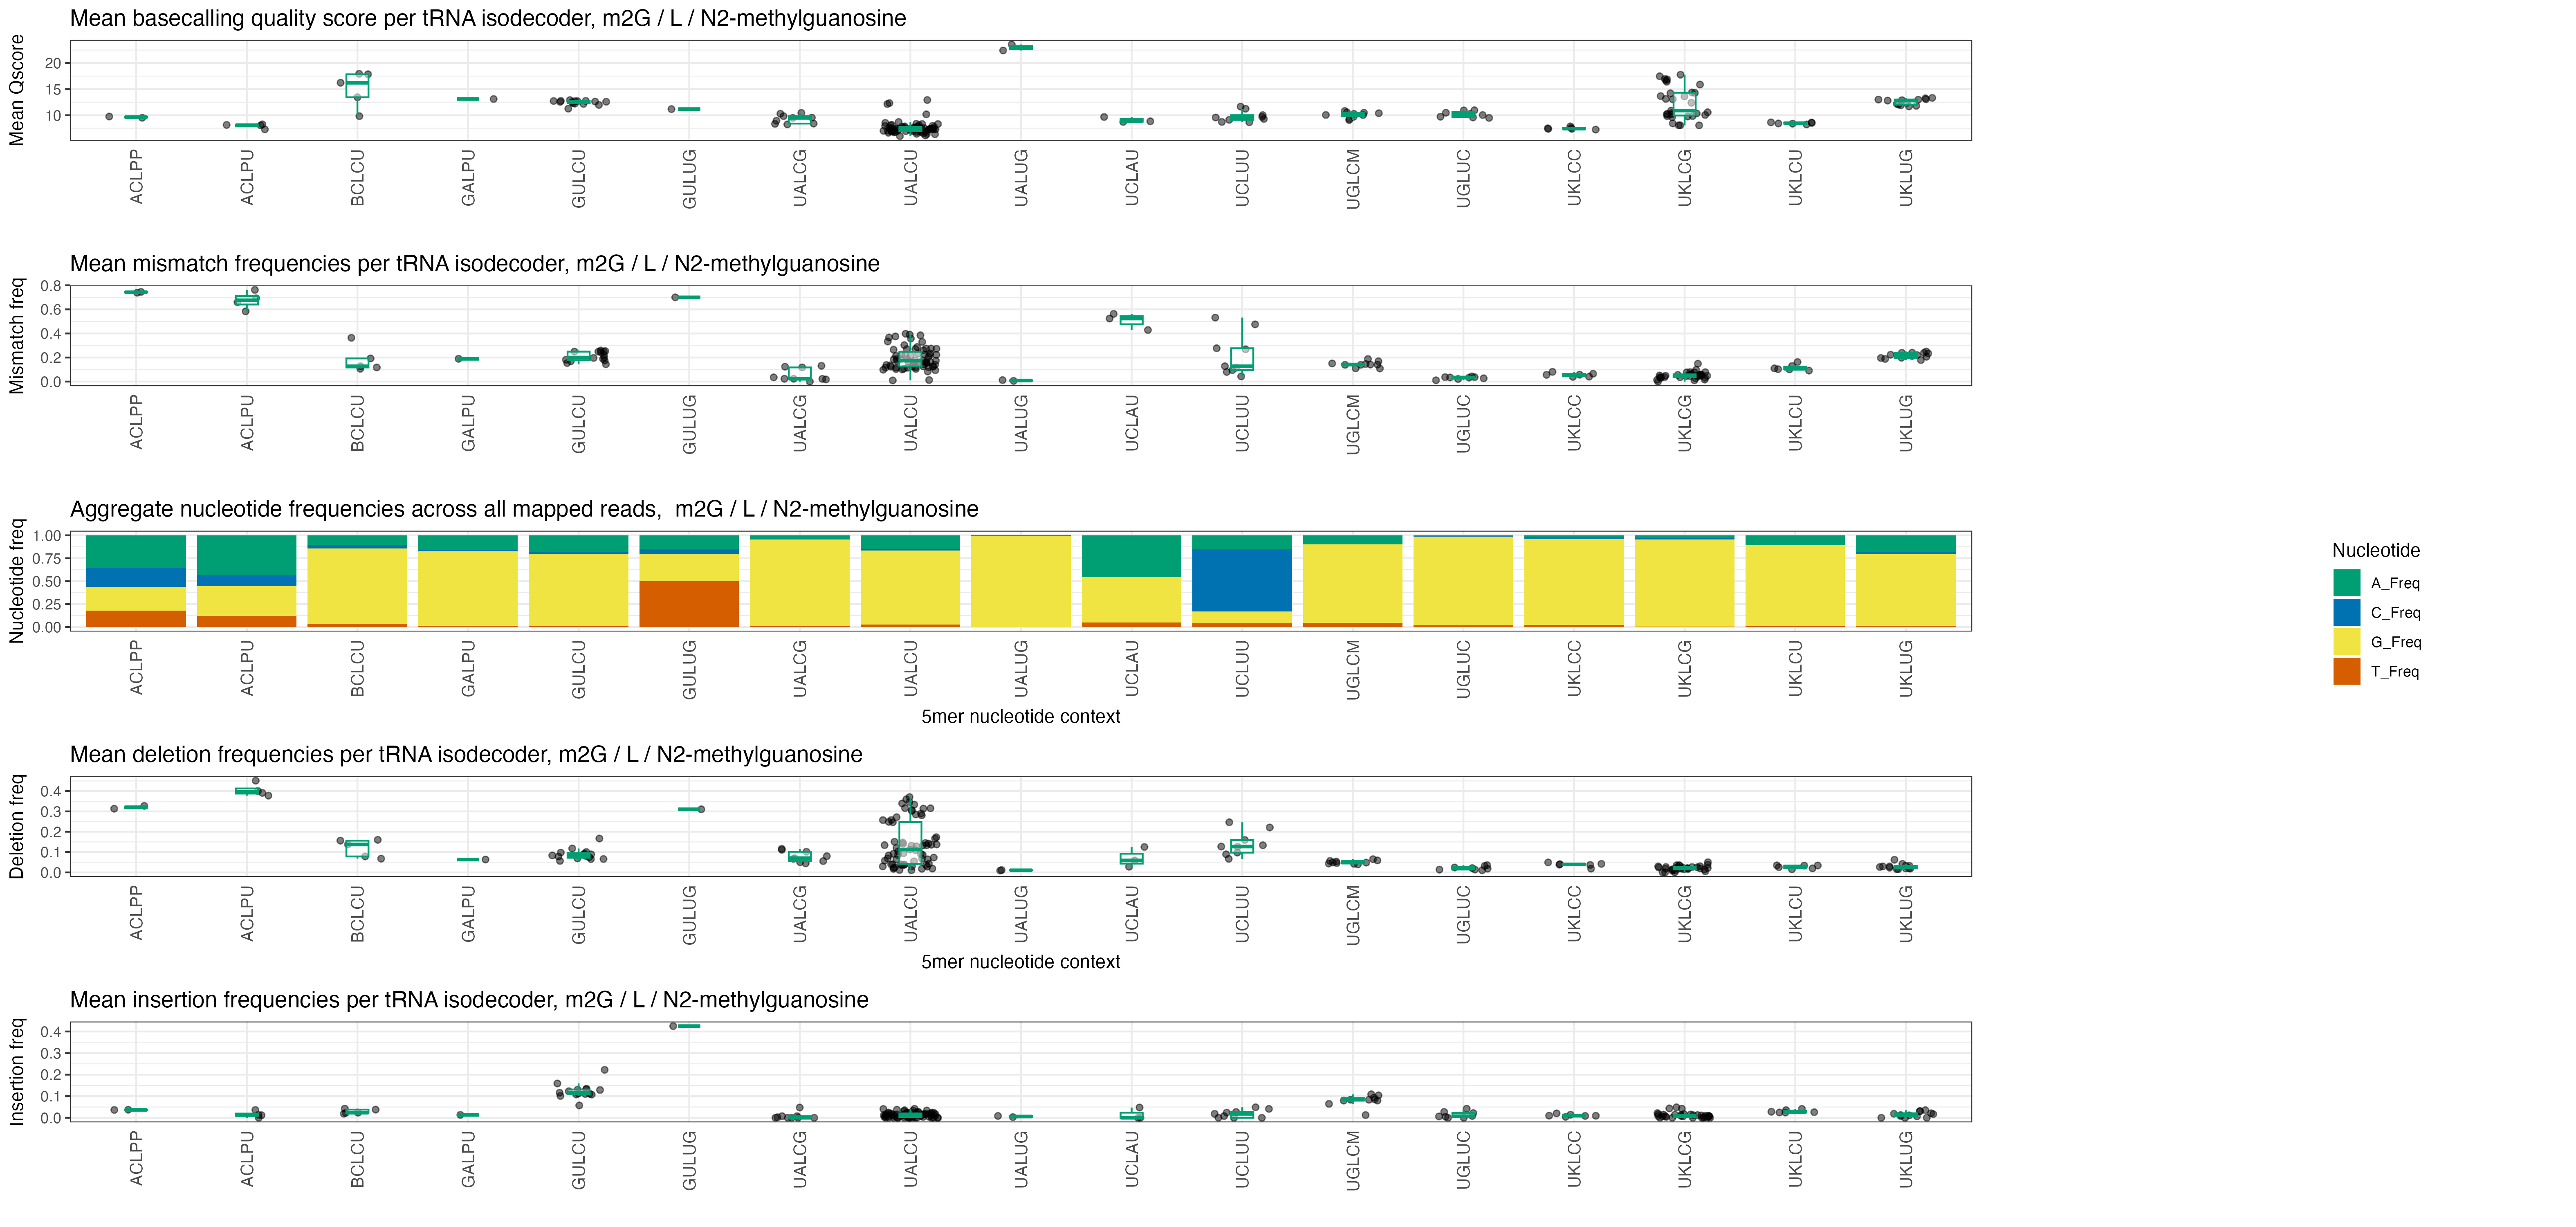 Mean basecalling quality score per tRNA isodecoder, m2G / L / N2-methylguanosine
Mean Qscore
20
15
10
ACLPP ACLPU BCLCU GALPU GULCU GULUG UALCG UALCU UALUG UCLAU UCLUU UGLCM UGLUC UKLCC UKLCG UKLCU UKLUG
Mean mismatch frequencies per tRNA isodecoder, m2G / L / N2-methylguanosine
Mismatch freq
0.8
0.6
0.4
0.2
0.0
ACLPP ACLPU BCLCU GALPU GULCU GULUG UALCG UALCU UALUG UCLAU UCLUU UGLCM UGLUC UKLCC UKLCG UKLCU UKLUG
Aggregate nucleotide frequencies across all mapped reads,  m2G / L / N2-methylguanosine
Nucleotide freq
1.00
0.75
0.50
0.25
0.00
ACLPP ACLPU BCLCU GALPU GULCU GULUG UALCG UALCU UALUG UCLAU UCLUU UGLCM UGLUC UKLCC UKLCG UKLCU UKLUG
5mer nucleotide context
Nucleotide
A_Freq
C_Freq
G_Freq
T_Freq
Mean deletion frequencies per tRNA isodecoder, m2G / L / N2-methylguanosine
Deletion freq
0.4
0.3
0.2
0.1
0.0
ACLPP ACLPU BCLCU GALPU GULCU GULUG UALCG UALCU UALUG UCLAU UCLUU UGLCM UGLUC UKLCC UKLCG UKLCU UKLUG
5mer nucleotide context
Mean insertion frequencies per tRNA isodecoder, m2G / L / N2-methylguanosine
Insertion freq
0.4
0.3
0.2
0.1
0.0
ACLPP ACLPU BCLCU GALPU GULCU GULUG UALCG UALCU UALUG UCLAU UCLUU UGLCM UGLUC UKLCC UKLCG UKLCU UKLUG